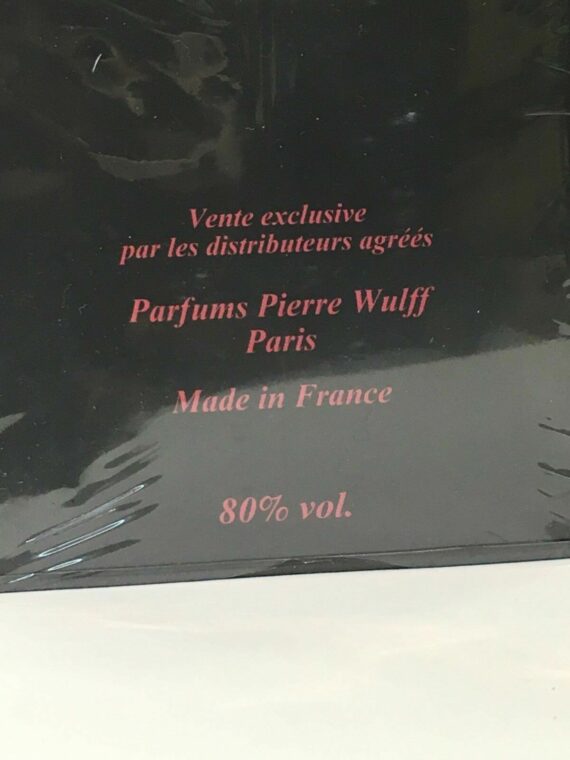 Vente exclusive
par les distributeurs agréés
Parfums Pierre Wulff
Paris
Made in France
80% vol.